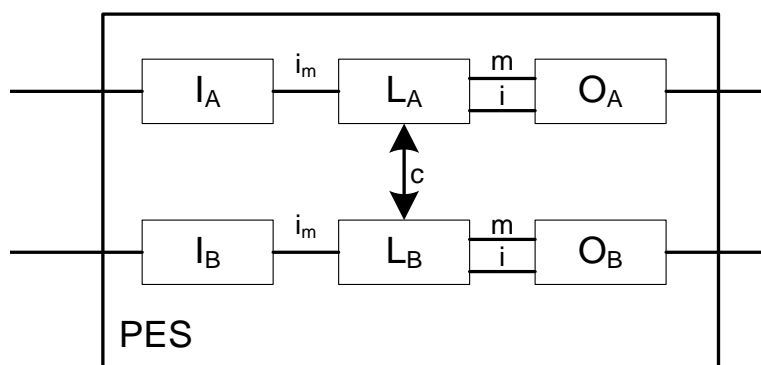 i_m m
I_A L_A i O_A
c
i_m m
I_B L_B i O_B
PES